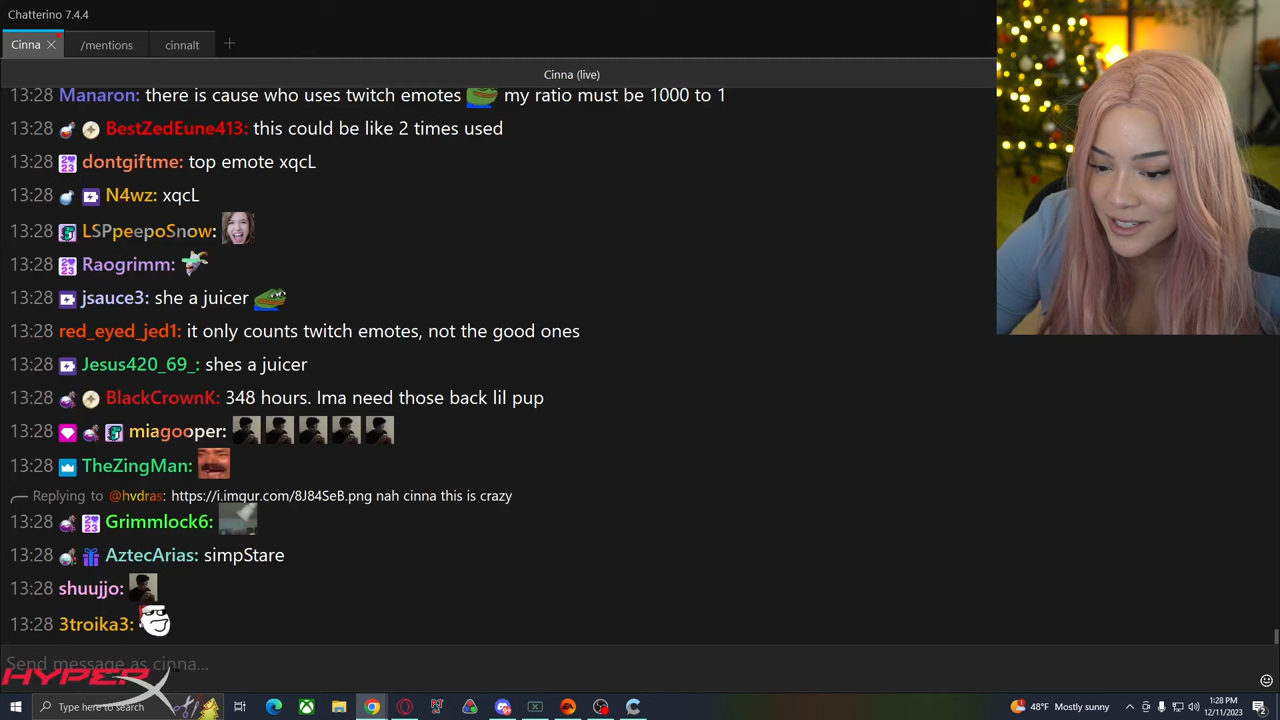 Chatterino 7.4.4
Cinna
/mentions
cinnalt
Cinna (live)
13:28 Manaron: there is cause who uses twitch emotes my ratio must be 1000 to 1
13:28 BestZedEune413: this could be like 2 times used
13:28 dontgiftme: top emote xqcL
13:28 N4wz: xqcL
13:28 LSPpeepoSnow:
13:28 Raogrimm:
13:28 jsauce3: she a juicer
13:28 red_eyed_jed1: it only counts twitch emotes, not the good ones
13:28 Jesus420_69_: shes a juicer
13:28 BlackCrownK: 348 hours. Ima need those back lil pup
13:28 miagooper:
13:28 TheZingMan:
Replying to @hvdras: https://i.imgur.com/8J84SeB.png nah cinna this is crazy
13:28 Grimmlock6:
13:28 AztecArias: simpStare
13:28 shuujjo:
13:28 3troika3:
Send message as cinna...
HYPERX
Type here to search
48°F Mostly sunny
1:28 PM
12/11/2023